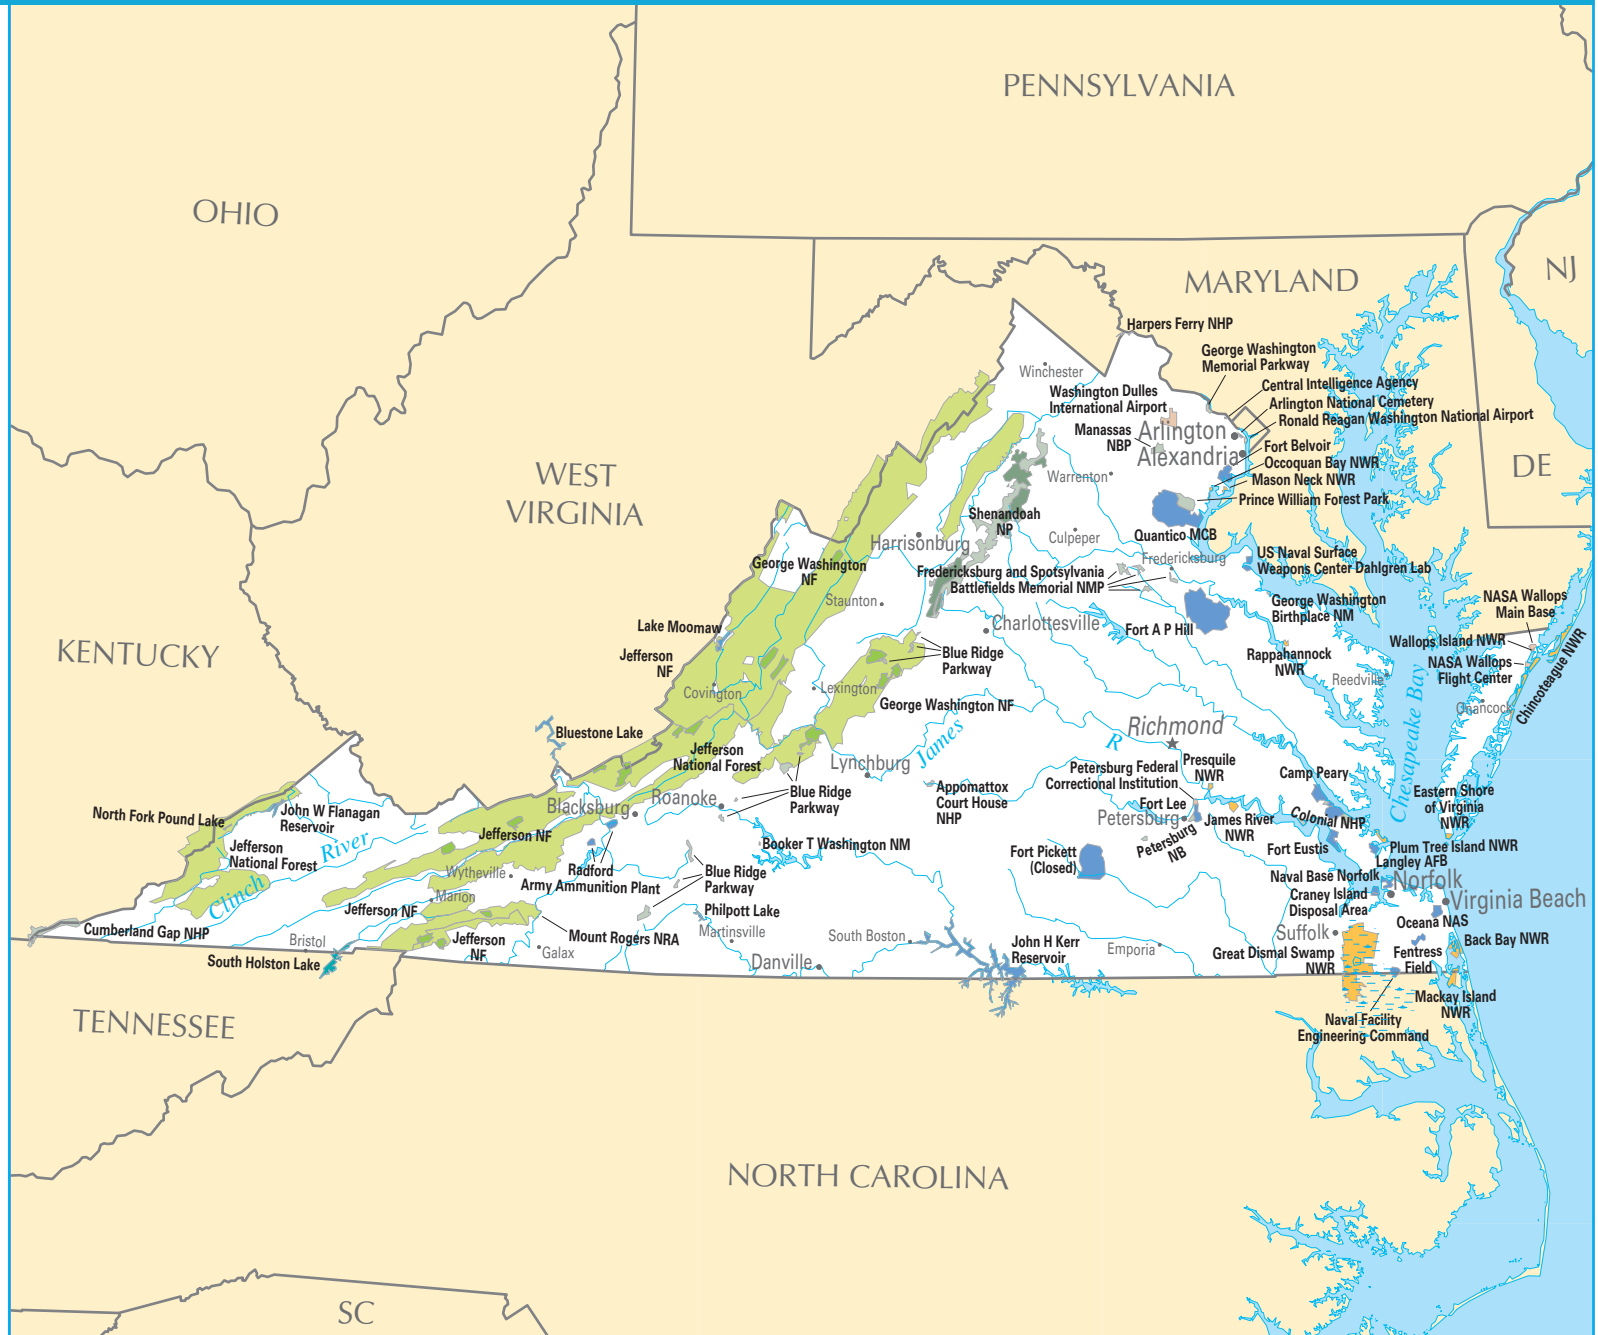 PENNSYLVANIA
OHIO
NJ
MARYLAND
Harpers Ferry NHP
George Washington
Memorial Parkway
Winchester
Central Intelligence Agency
Washington Dulles
International Airport
Arlington National Cemetery
Ronald Reagan Washington National Airport
Manassas
NBP
Arlington
Alexandria
Fort Belvoir
Occoquan Bay NWR
Mason Neck NWR
Prince William Forest Park
DE
WEST
VIRGINIA
Warrenton
Shenandoah
NP
Quantico MCB
Culpeper
Harrisonburg
Fredericksburg
US Naval Surface
Weapons Center Dahlgren Lab
George Washington
NF
Fredericksburg and Spotsylvania
Battlefields Memorial NMP
Staunton
George Washington
Birthplace NM
NASA Wallops
Main Base
Lake Moomaw
Charlottesville
Fort A P Hill
Wallops Island NWR
KENTUCKY
Jefferson
NF
Blue Ridge
Parkway
Rappahannock
NWR
NASA Wallops
Flight Center
Chincoteague NWR
Reedville
Covington
Lexington
Onancock
George Washington NF
Chesapeake Bay
Bluestone Lake
Richmond
James
R
Jefferson
National Forest
Lynchburg
Petersburg Federal
Correctional Institution
Presquile
NWR
Camp Peary
Appomattox
Court House
NHP
Blue Ridge
Parkway
Roanoke
Blacksburg
Eastern Shore
of Virginia
NWR
Fort Lee
Petersburg
James River
NWR
Colonial NHP
North Fork Pound Lake
John W Flanagan
Reservoir
Jefferson NF
Petersburg
NB
Fort Eustis
Plum Tree Island NWR
Langley AFB
Booker T Washington NM
Jefferson
National Forest
River
Clinch
Fort Pickett
(Closed)
Radford
Army Ammunition Plant
Wytheville
Blue Ridge
Parkway
Naval Base Norfolk
Norfolk
Craney Island
Disposal Area
Virginia Beach
Marion
Jefferson NF
Philpott Lake
Martinsville
Oceana NAS
Cumberland Gap NHP
Bristol
Mount Rogers NRA
South Boston
Suffolk
Back Bay NWR
Jefferson
NF
Galax
John H Kerr
Reservoir
Emporia
Great Dismal Swamp
NWR
Fentress
Field
South Holston Lake
Danville
Mackay Island
NWR
TENNESSEE
Naval Facility
Engineering Command
NORTH CAROLINA
SC